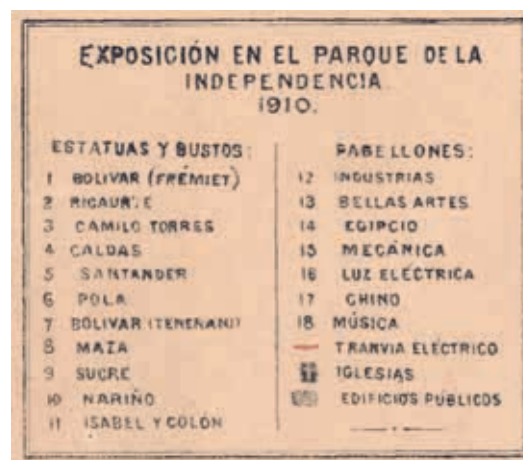 EXPOSICIÓN EN EL PARQUE DE LA
INDEPENDENCIA
1910.
ESTATUAS Y BUSTOS:
1 BOLIVAR (FRÉMIET)
2 RICAURTE
3 CAMILO TORRES
4 CALDAS
5 SANTANDER
6 POLA
7 BOLIVAR (TENERANI)
8 MAZA
9 SUCRE
10 NARIÑO
11 ISABEL Y COLÓN
PABELLONES:
12 INDUSTRIAS
13 BELLAS ARTES
14 EGIPCIO
15 MECÁNICA
16 LUZ ELÉCTRICA
17 CHINO
18 MÚSICA
TRANVIA ELÉCTRICO
IGLESIAS
EDIFICIOS PÚBLICOS